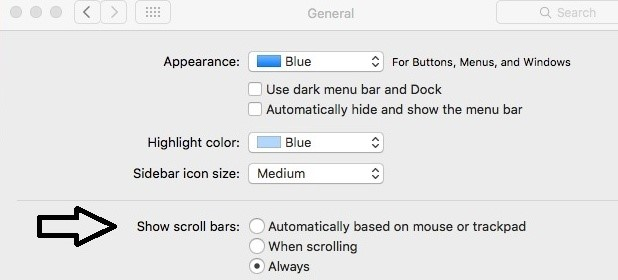 General
Search
Appearance: Blue For Buttons, Menus, and Windows
Use dark menu bar and Dock
Automatically hide and show the menu bar
Highlight color: Blue
Sidebar icon size: Medium
Show scroll bars: Automatically based on mouse or trackpad
When scrolling
Always